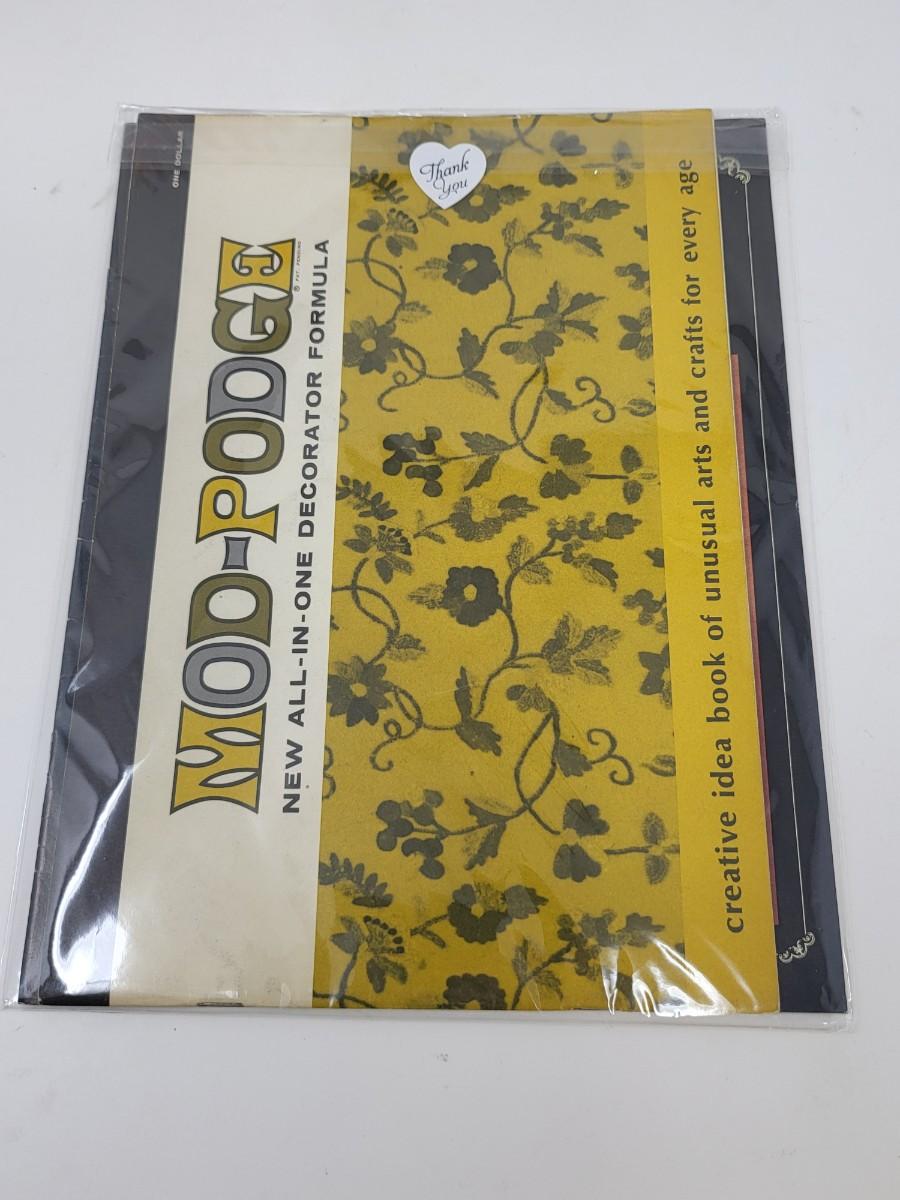 ONE DOLLAR
MOD-PODGE
® PAT. PENDING
NEW ALL-IN-ONE DECORATOR FORMULA
Thank
you
creative idea book of unusual arts and crafts for every age